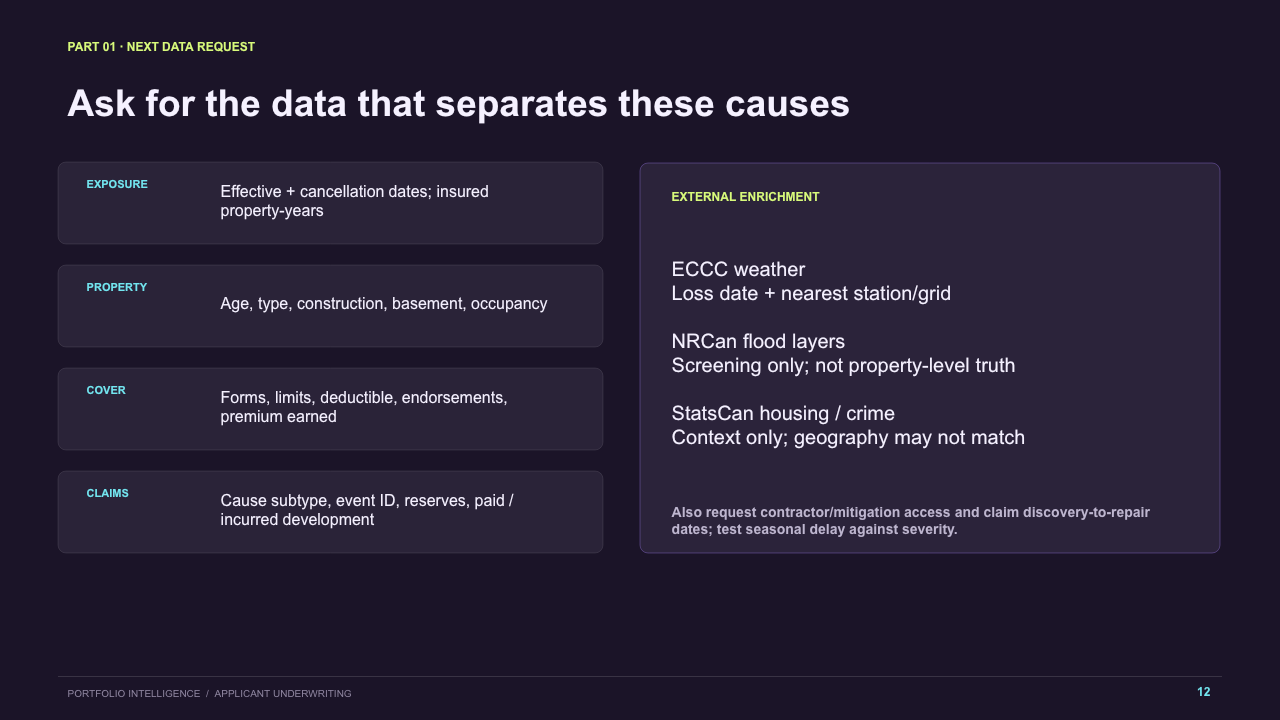 PART 01 · NEXT DATA REQUEST
Ask for the data that separates these causes
EXPOSURE
Effective + cancellation dates; insured
property-years
PROPERTY
Age, type, construction, basement, occupancy
COVER
Forms, limits, deductible, endorsements,
premium earned
CLAIMS
Cause subtype, event ID, reserves, paid /
incurred development
EXTERNAL ENRICHMENT
ECCC weather
Loss date + nearest station/grid
NRCan flood layers
Screening only; not property-level truth
StatsCan housing / crime
Context only; geography may not match
Also request contractor/mitigation access and claim discovery-to-repair
dates; test seasonal delay against severity.
PORTFOLIO INTELLIGENCE / APPLICANT UNDERWRITING
12